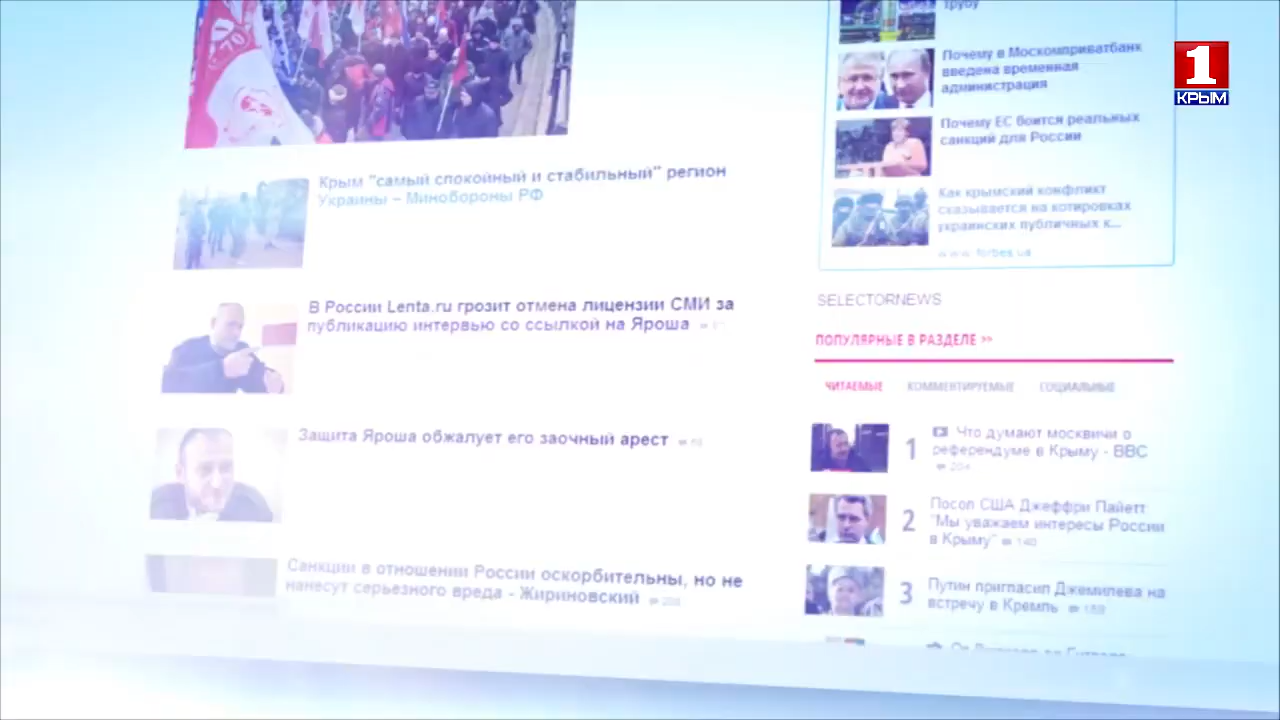 70
Крым "самый спокойный и стабильный" регион
Украины – Минобороны РФ
В России Lenta.ru грозит отмена лицензии СМИ за
публикацию интервью со ссылкой на Яроша
Защита Яроша обжалует его заочный арест
Санкции в отношении России оскорбительны, но не
нанесут серьезного вреда - Жириновский
1
КРЫМ
трубу
Почему в Москомприватбанк
введена временная
администрация
Почему ЕС боится реальных
санкций для России
Как крымский конфликт
сказывается на котировках
украинских публичных к...
www.forbes.ua
SELECTORNEWS
ПОПУЛЯРНЫЕ В РАЗДЕЛЕ >>
ЧИТАЕМЫЕ КОММЕНТИРУЕМЫЕ СОЦИАЛЬНЫЕ
1 Что думают москвичи о
референдуме в Крыму - BBC
204
2 Посол США Джеффри Пайетт
"Мы уважаем интересы России
в Крыму" 140
3 Путин пригласил Джемилева на
встречу в Кремль 159